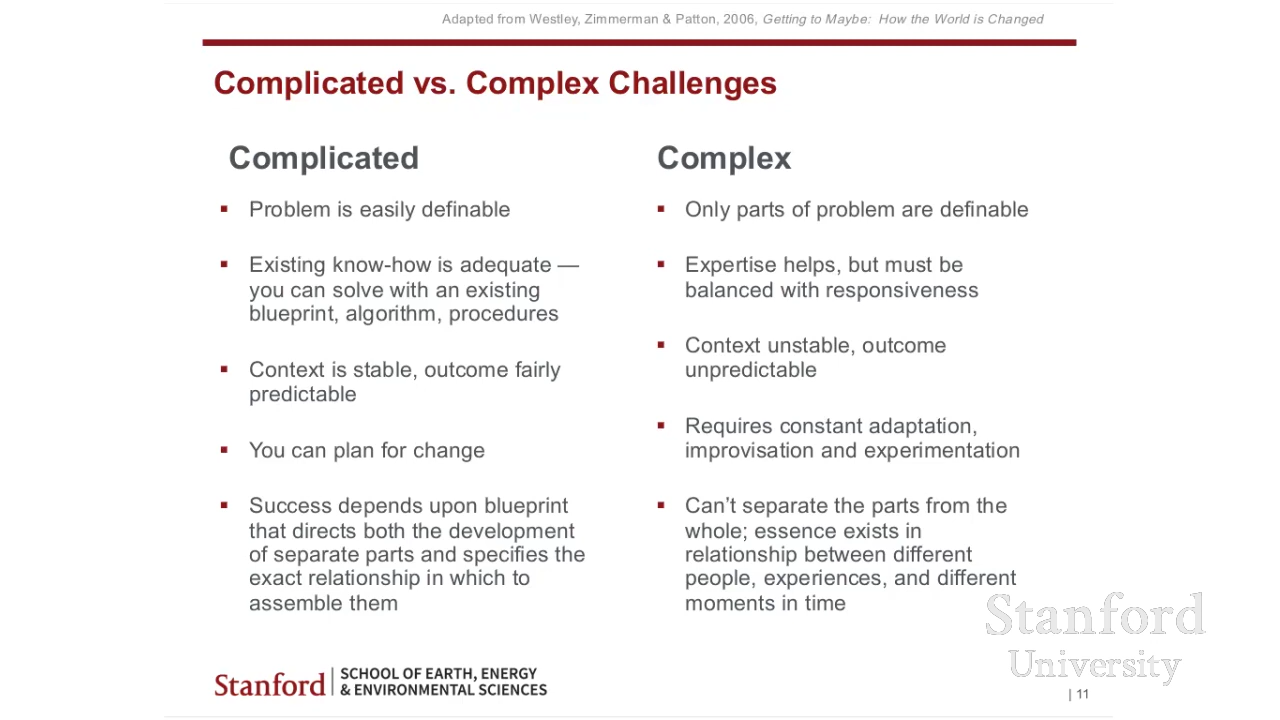 Adapted from Westley, Zimmerman & Patton, 2006, Getting to Maybe: How the World is Changed
Complicated vs. Complex Challenges
Complicated
▪ Problem is easily definable
▪ Existing know-how is adequate —
you can solve with an existing
blueprint, algorithm, procedures
▪ Context is stable, outcome fairly
predictable
▪ You can plan for change
▪ Success depends upon blueprint
that directs both the development
of separate parts and specifies the
exact relationship in which to
assemble them
Complex
▪ Only parts of problem are definable
▪ Expertise helps, but must be
balanced with responsiveness
▪ Context unstable, outcome
unpredictable
▪ Requires constant adaptation,
improvisation and experimentation
▪ Can’t separate the parts from the
whole; essence exists in
relationship between different
people, experiences, and different
moments in time
Stanford
University
Stanford | SCHOOL OF EARTH, ENERGY
& ENVIRONMENTAL SCIENCES
| 11